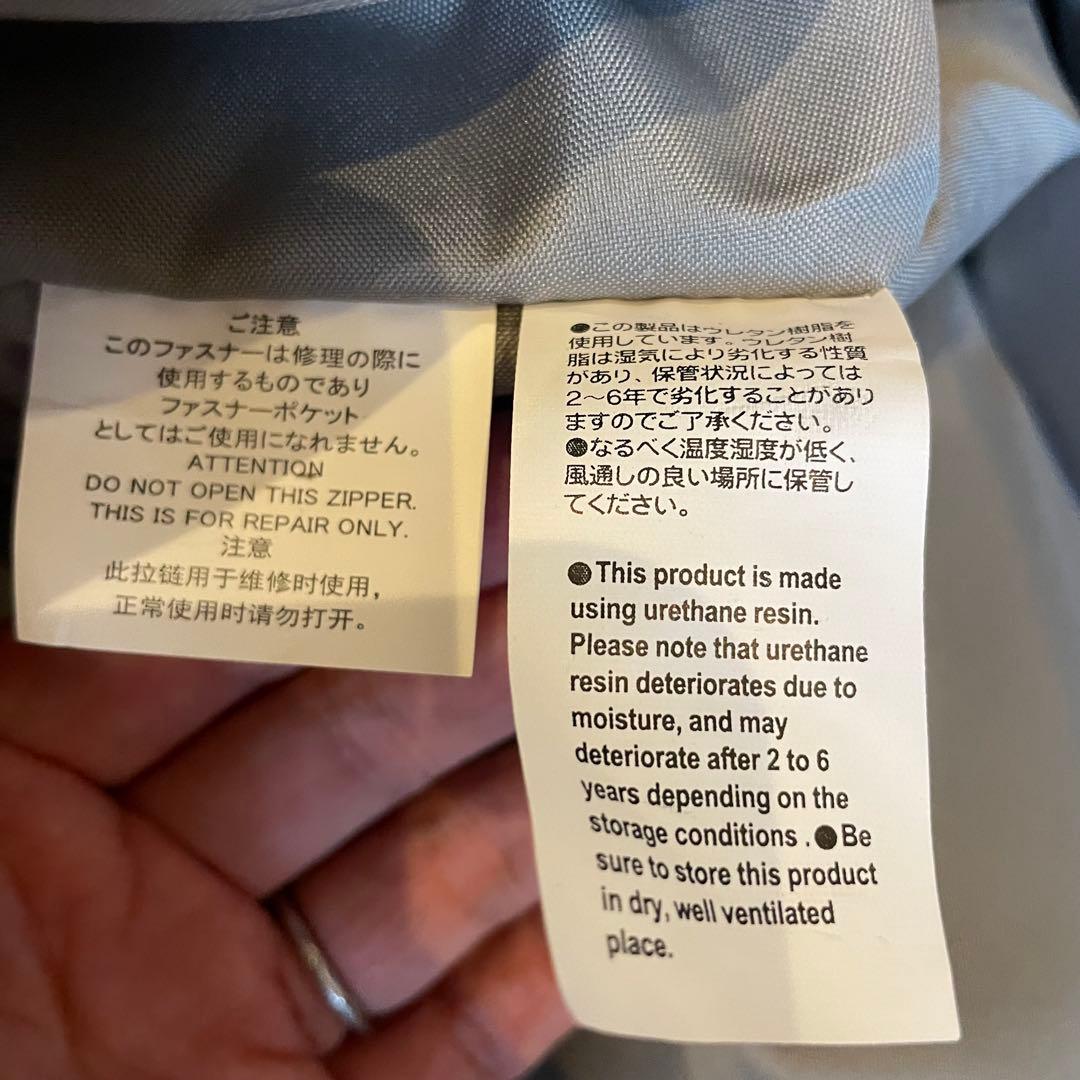 ご注意
このファスナーは修理の際に
使用するものであり
ファスナーポケット
としてはご使用になれません。
ATTENTION
DO NOT OPEN THIS ZIPPER.
THIS IS FOR REPAIR ONLY.
注意
此拉链用于维修时使用，
正常使用时请勿打开。
●この製品はウレタン樹脂を
使用しています。ウレタン樹
脂は湿気により劣化する性質
があり、保管状況によっては
2～6年で劣化することがあり
ますのでご了承ください。
●なるべく温度湿度が低く、
風通しの良い場所に保管し
てください。
●This product is made
using urethane resin.
Please note that urethane
resin deteriorates due to
moisture, and may
deteriorate after 2 to 6
years depending on the
storage conditions .●Be
sure to store this product
in dry, well ventilated
place.